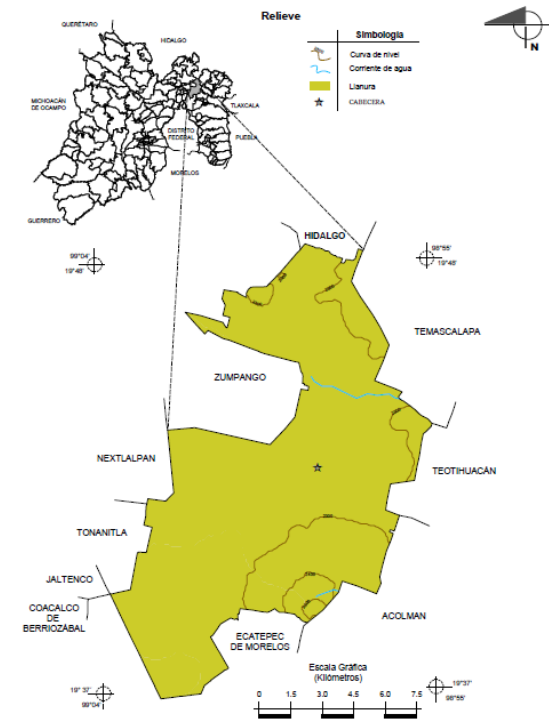 Relieve
Simbología
Curva de nivel
Corriente de agua
Llanura
CABECERA
N
QUERÉTARO
HIDALGO
MICHOACÁN
DE OCAMPO
TLAXCALA
DISTRITO
FEDERAL
PUEBLA
MORELOS
GUERRERO
99°04'
19°48'
98°55'
19°48'
HIDALGO
TEMASCALAPA
ZUMPANGO
NEXTLALPAN
TEOTIHUACÁN
TONANITLA
JALTENCO
COACALCO
DE
BERRIOZÁBAL
ACOLMAN
ECATEPEC
DE MORELOS
Escala Gráfica
(Kilómetros)
0 1.5 3.0 4.5 6.0 7.5
19° 37'
99°04'
19°37'
98°55'